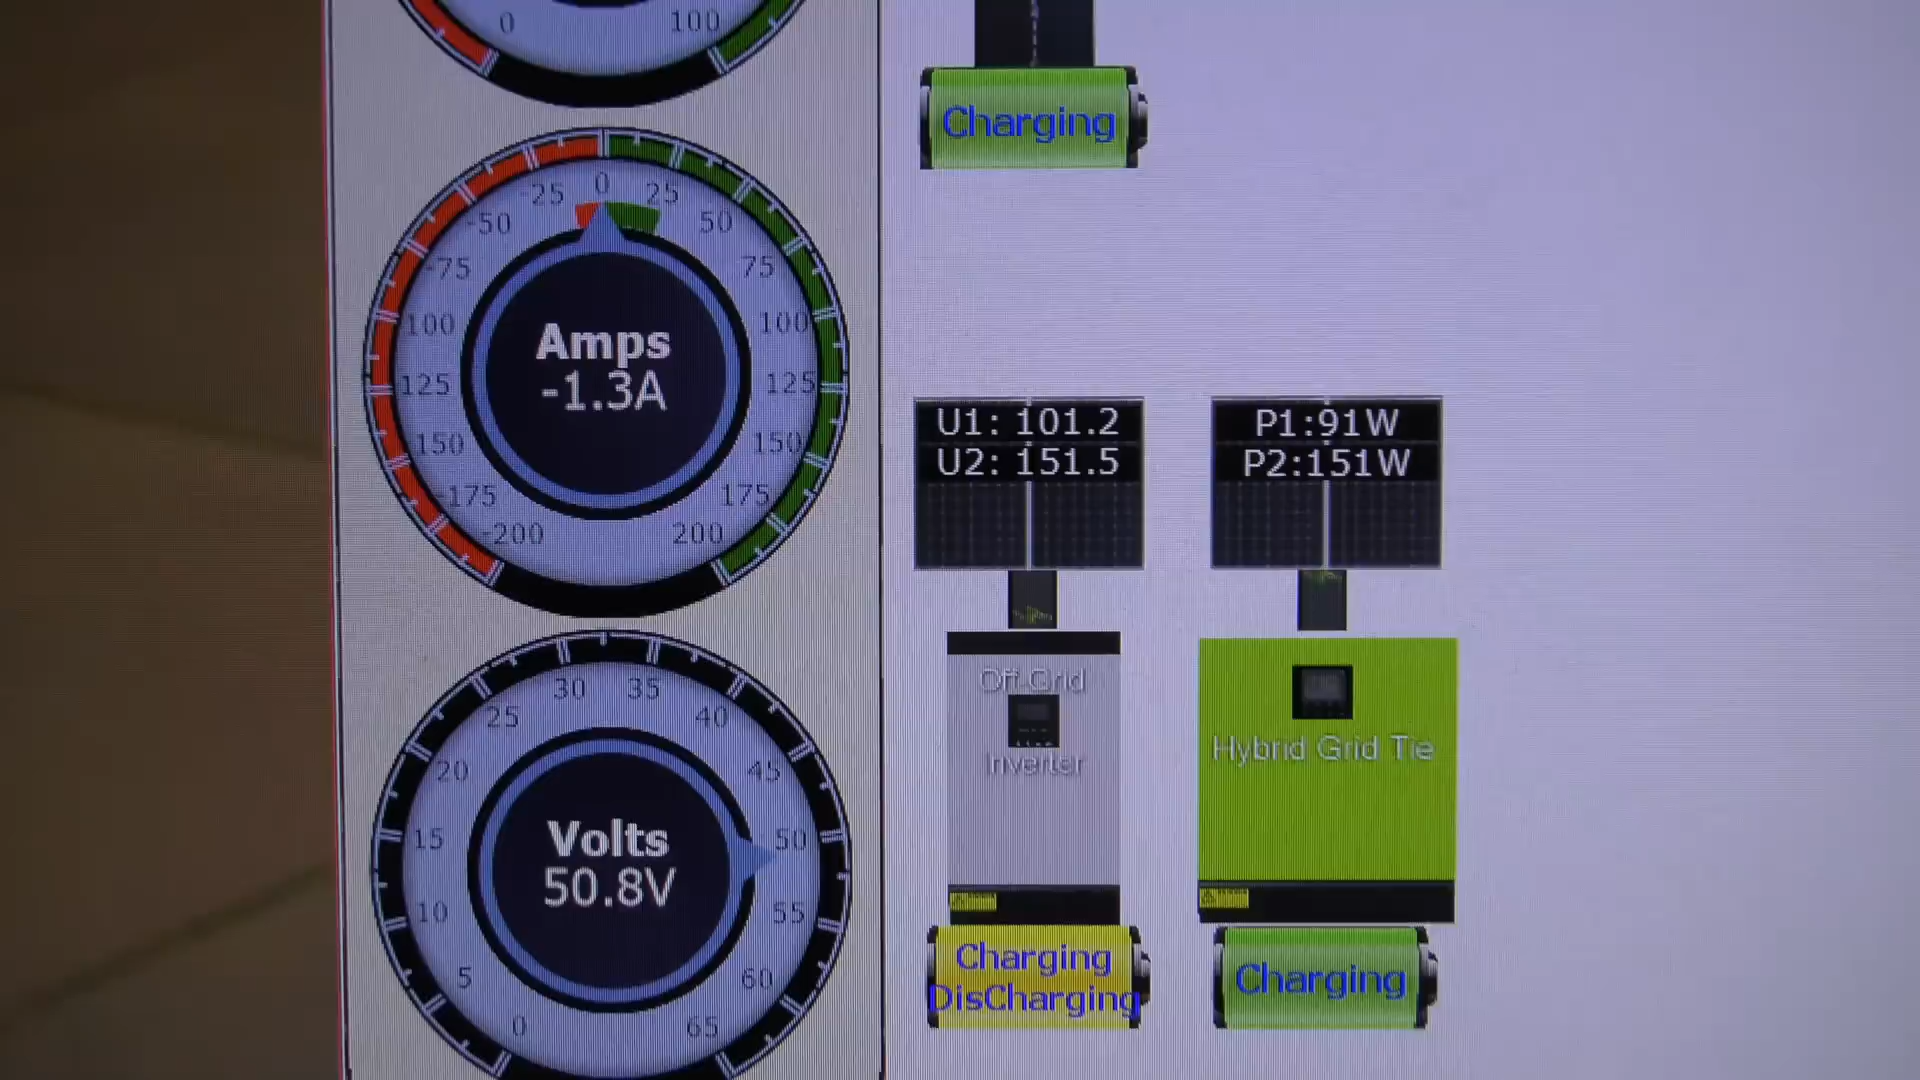 0
100
Charging
-25
0
25
-50
50
-75
75
100
100
125
125
150
150
-175
175
-200
200
Amps
-1.3A
U1: 101.2
U2: 151.5
P1:91W
P2:151W
Off-Grid
Inverter
Hybrid Grid Tie
30
35
25
40
20
45
15
50
10
55
5
60
0
65
Volts
50.8V
Charging
DisCharging
Charging